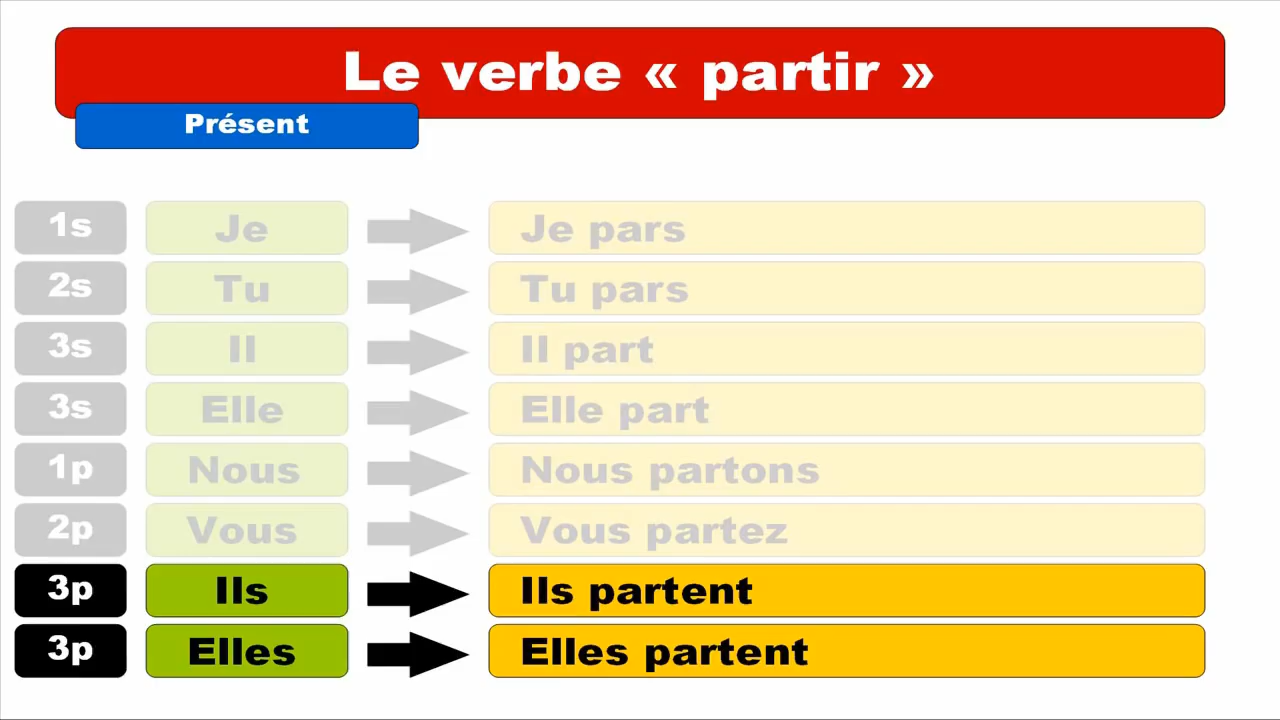 Le verbe « partir »
Présent
1s Je Je pars
2s Tu Tu pars
3s Il Il part
3s Elle Elle part
1p Nous Nous partons
2p Vous Vous partez
3p Ils Ils partent
3p Elles Elles partent